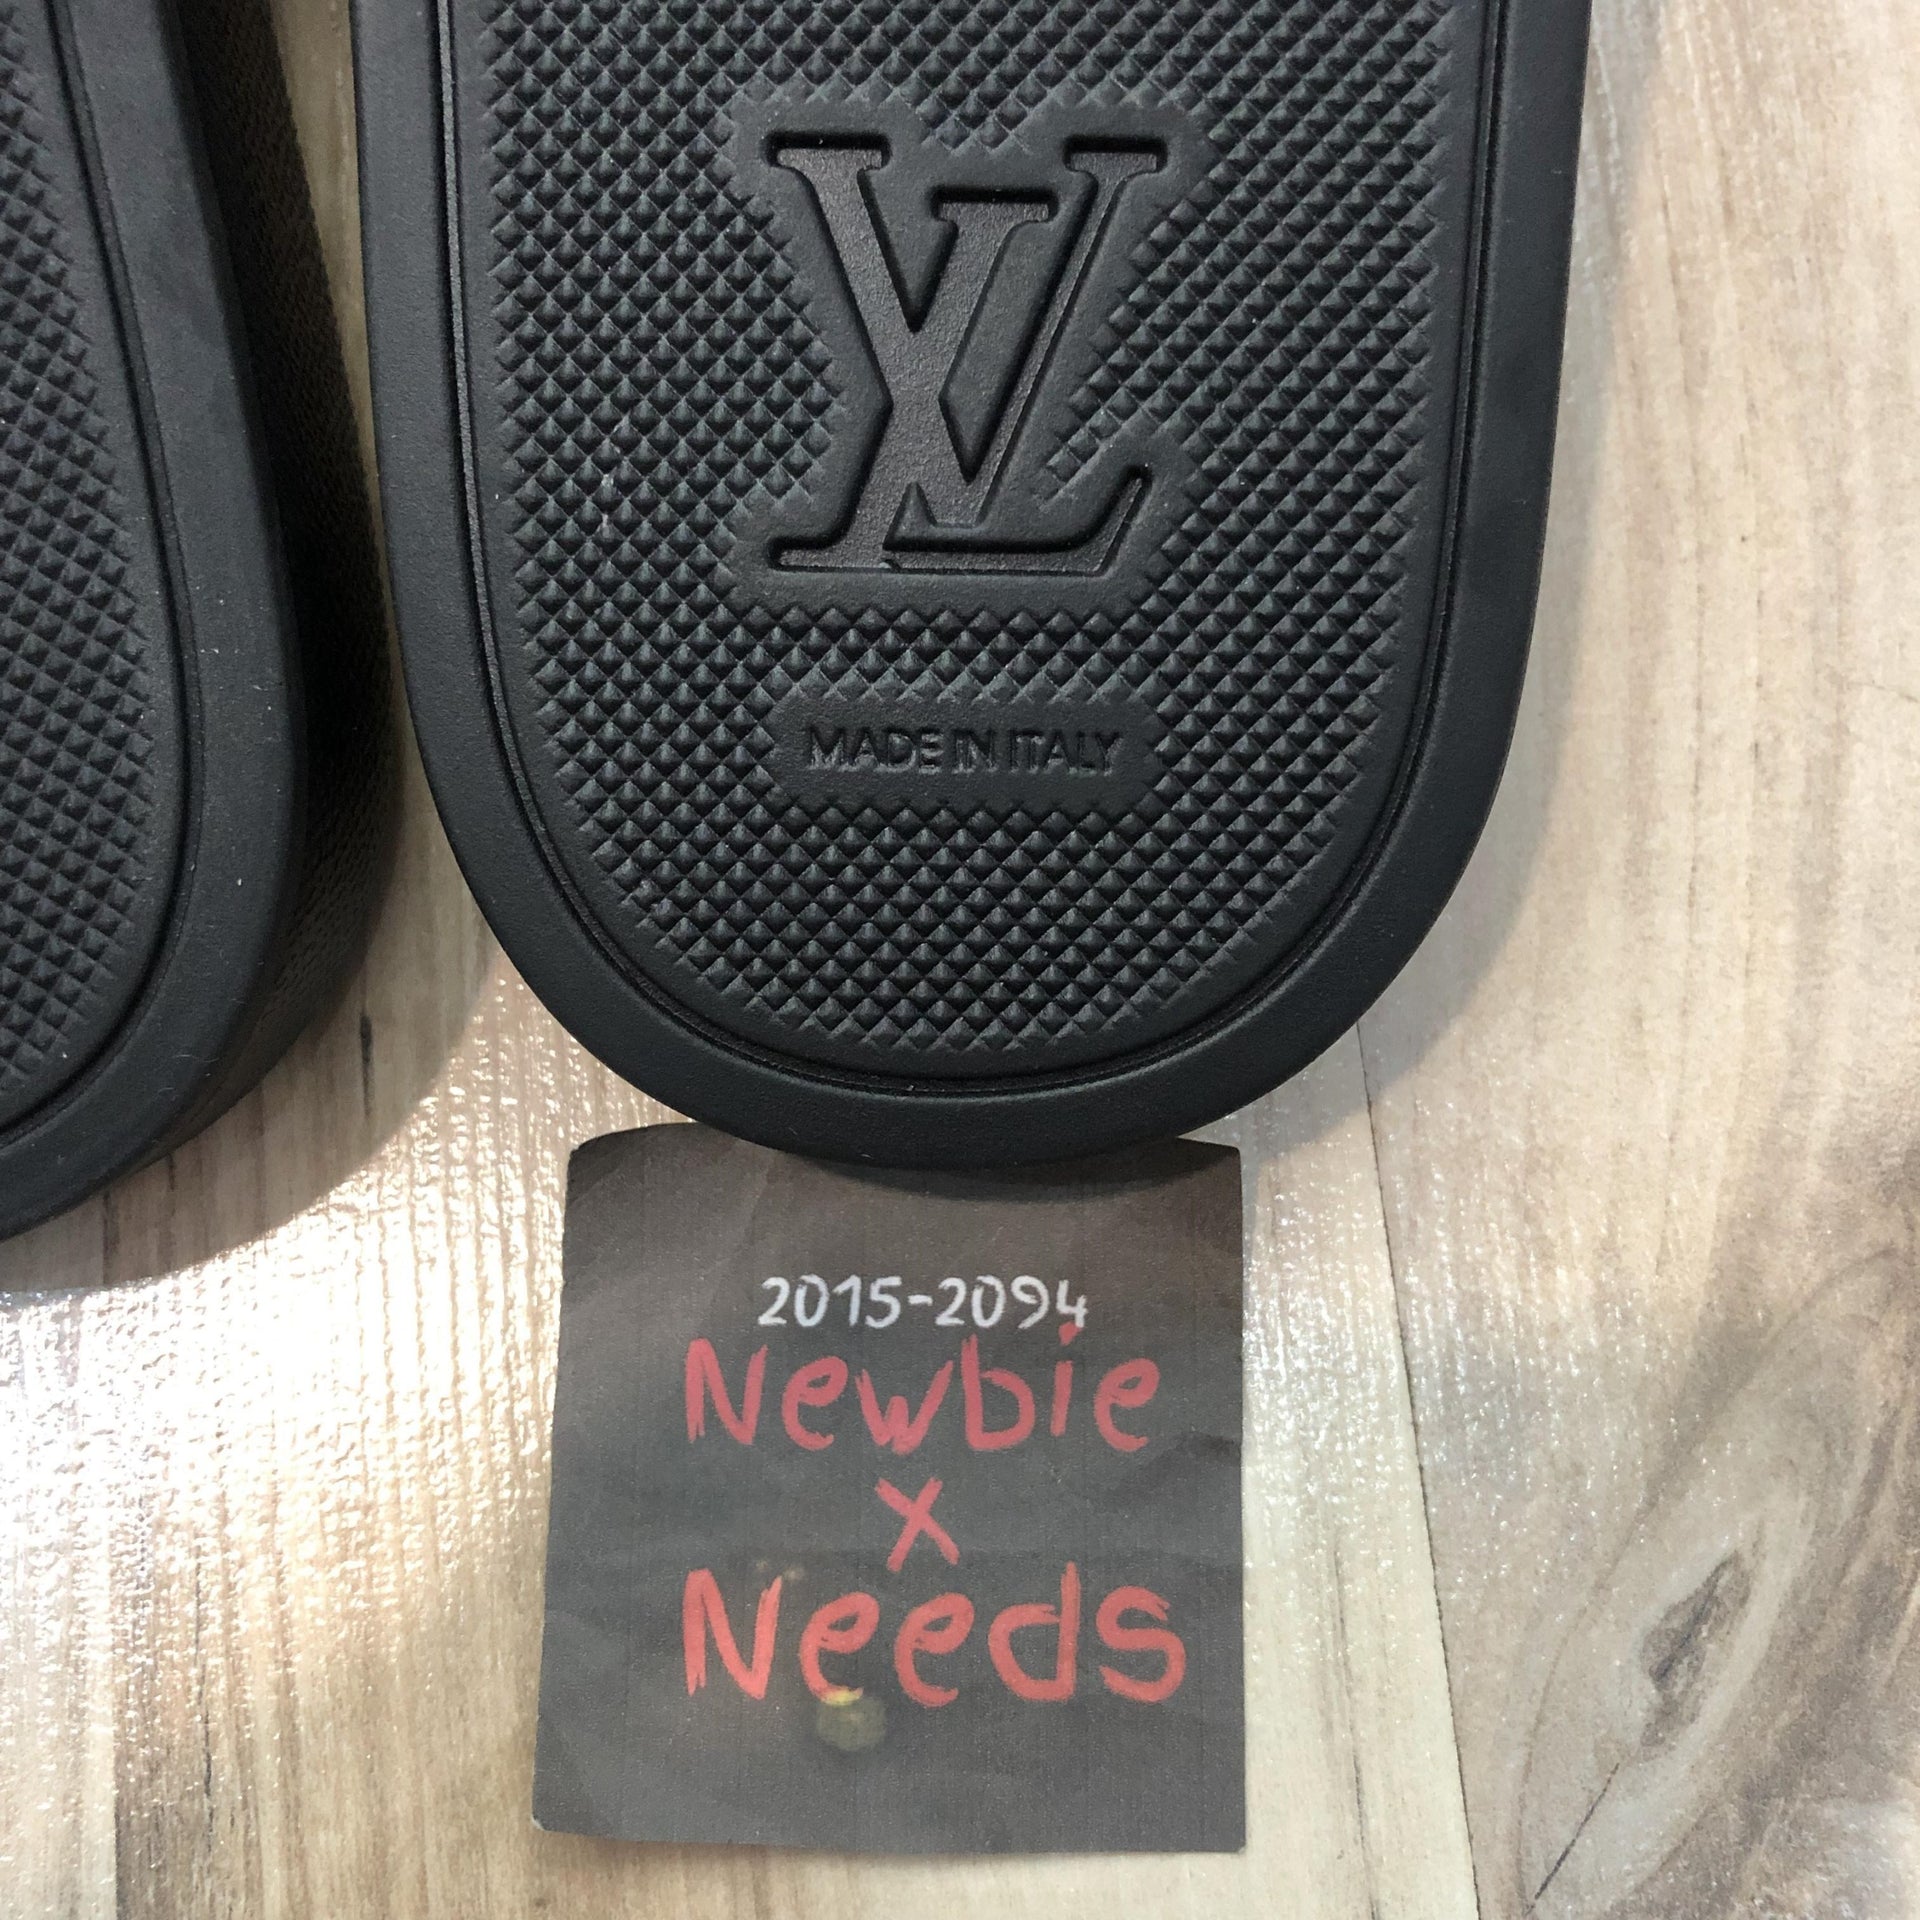 LV
MADE IN ITALY
2015-2094
Newbie
x
Needs